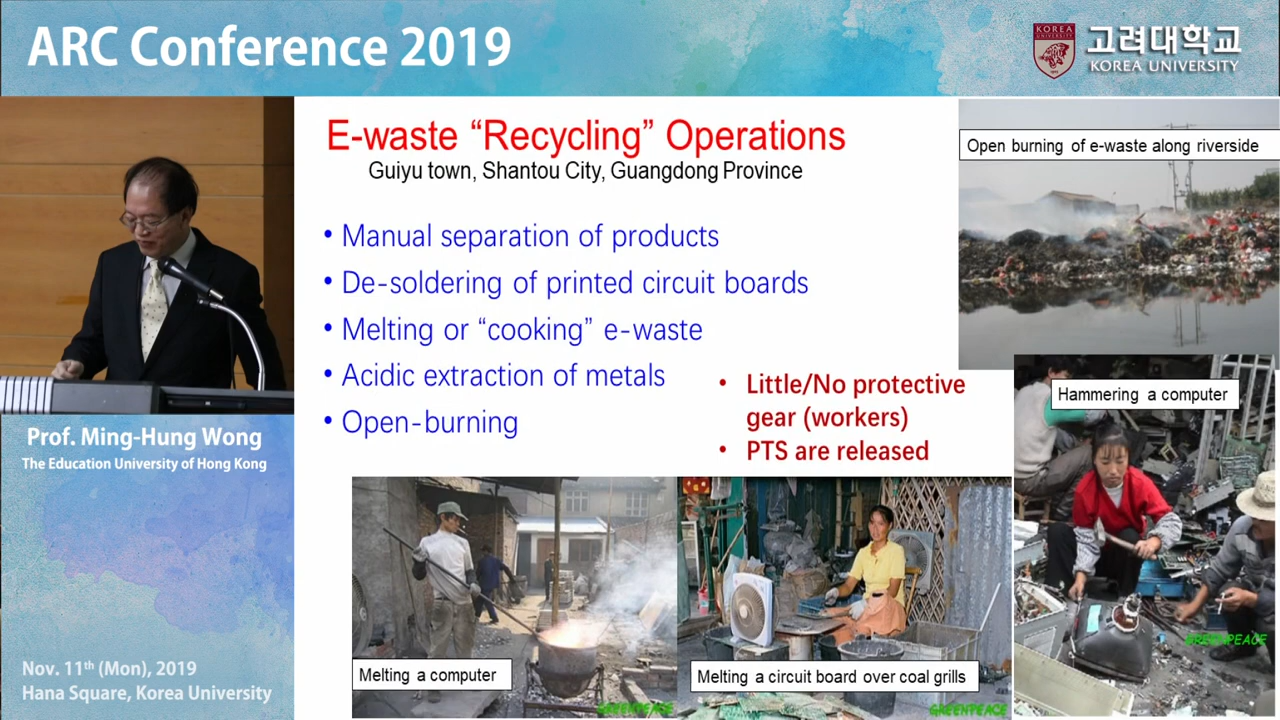 ARC Conference 2019
KOREA
UNIVERSITY
고려대학교
KOREA UNIVERSITY
E-waste “Recycling” Operations
Guiyu town, Shantou City, Guangdong Province
• Manual separation of products
• De-soldering of printed circuit boards
• Melting or “cooking” e-waste
• Acidic extraction of metals
• Open-burning
• Little/No protective
gear (workers)
• PTS are released
Open burning of e-waste along riverside
Hammering a computer
GREENPEACE
Melting a computer
GREENPEACE
Melting a circuit board over coal grills
GREENPEACE
Prof. Ming-Hung Wong
The Education University of Hong Kong
Nov. 11th (Mon), 2019
Hana Square, Korea University